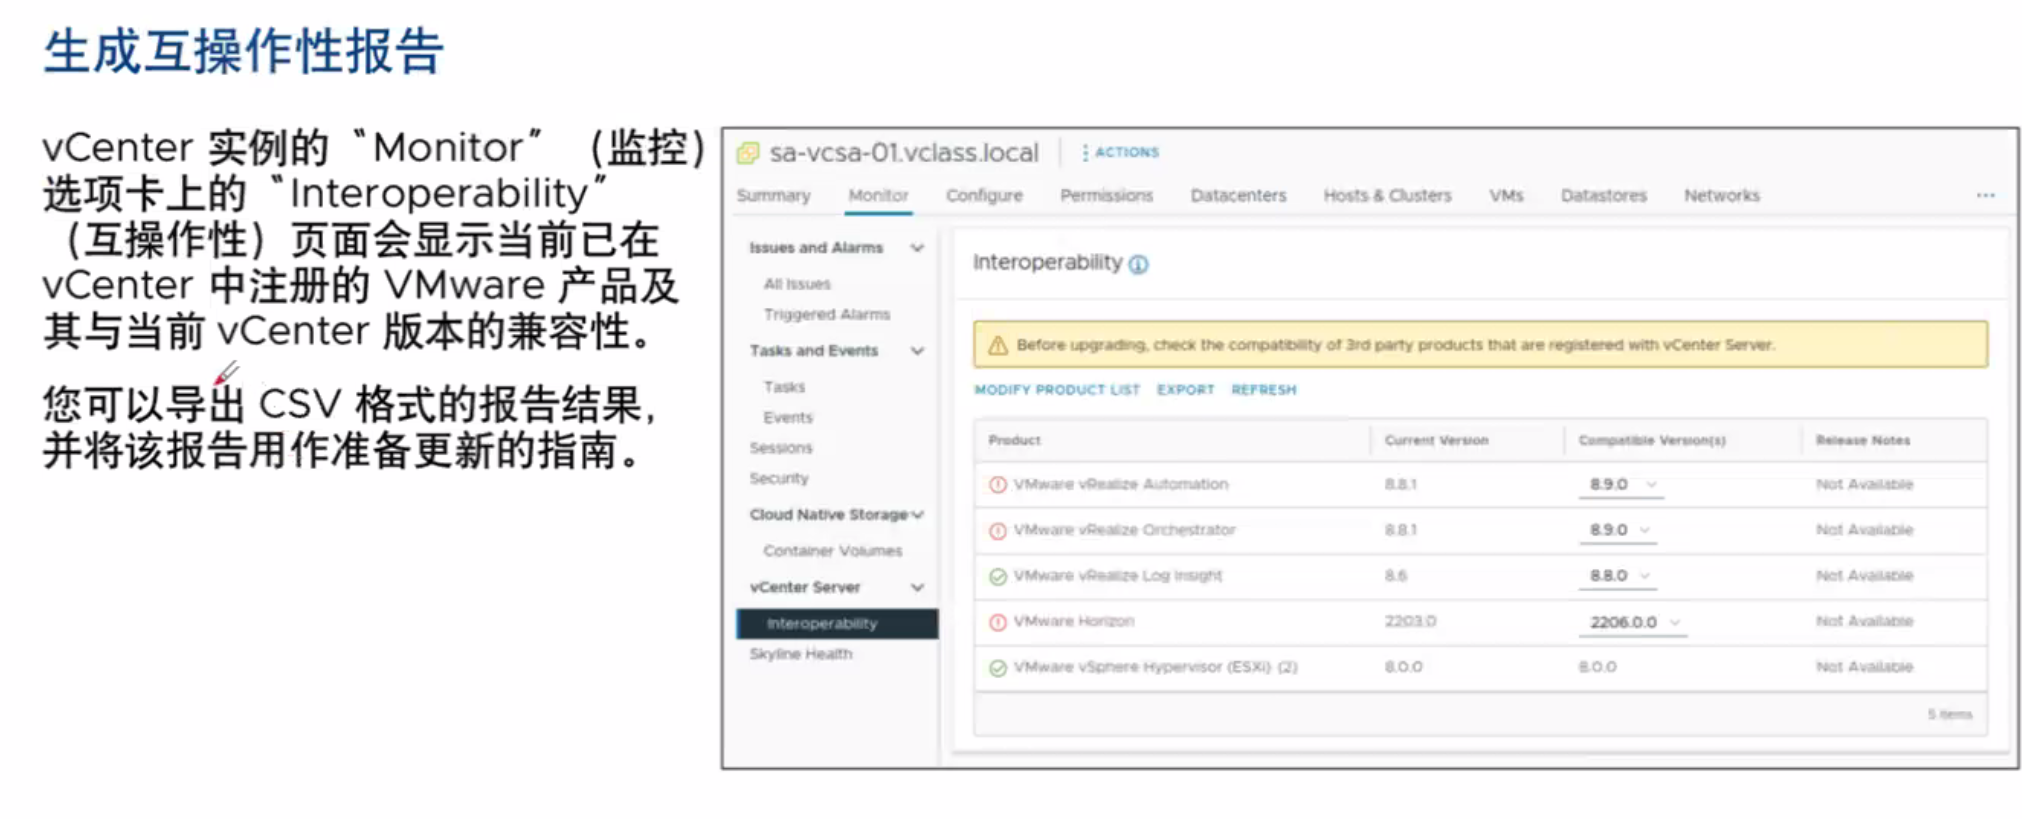 生成互操作性报告
vCenter 实例的“Monitor”（监控）
选项卡上的“Interoperability”
（互操作性）页面会显示当前已在
vCenter 中注册的 VMware 产品及
其与当前 vCenter 版本的兼容性。
您可以导出 CSV 格式的报告结果，
并将该报告用作准备更新的指南。
sa-vcsa-01.vclass.local ACTIONS
Summary Monitor Configure Permissions Datacenters Hosts & Clusters VMs Datastores Networks ...
Issues and Alarms
All Issues
Triggered Alarms
Tasks and Events
Tasks
Events
Sessions
Security
Cloud Native Storage
Container Volumes
vCenter Server
Interoperability
Skyline Health
Interoperability
Before upgrading, check the compatibility of 3rd party products that are registered with vCenter Server.
MODIFY PRODUCT LIST EXPORT REFRESH
Product Current Version Compatible Version(s) Release Notes
VMware vRealize Automation 8.8.1 8.9.0 Not Available
VMware vRealize Orchestrator 8.8.1 8.9.0 Not Available
VMware vRealize Log Insight 8.6 8.8.0 Not Available
VMware Horizon 2203.0 2206.0.0 Not Available
VMware vSphere Hypervisor (ESXi) (2) 8.0.0 8.0.0 Not Available
5 items